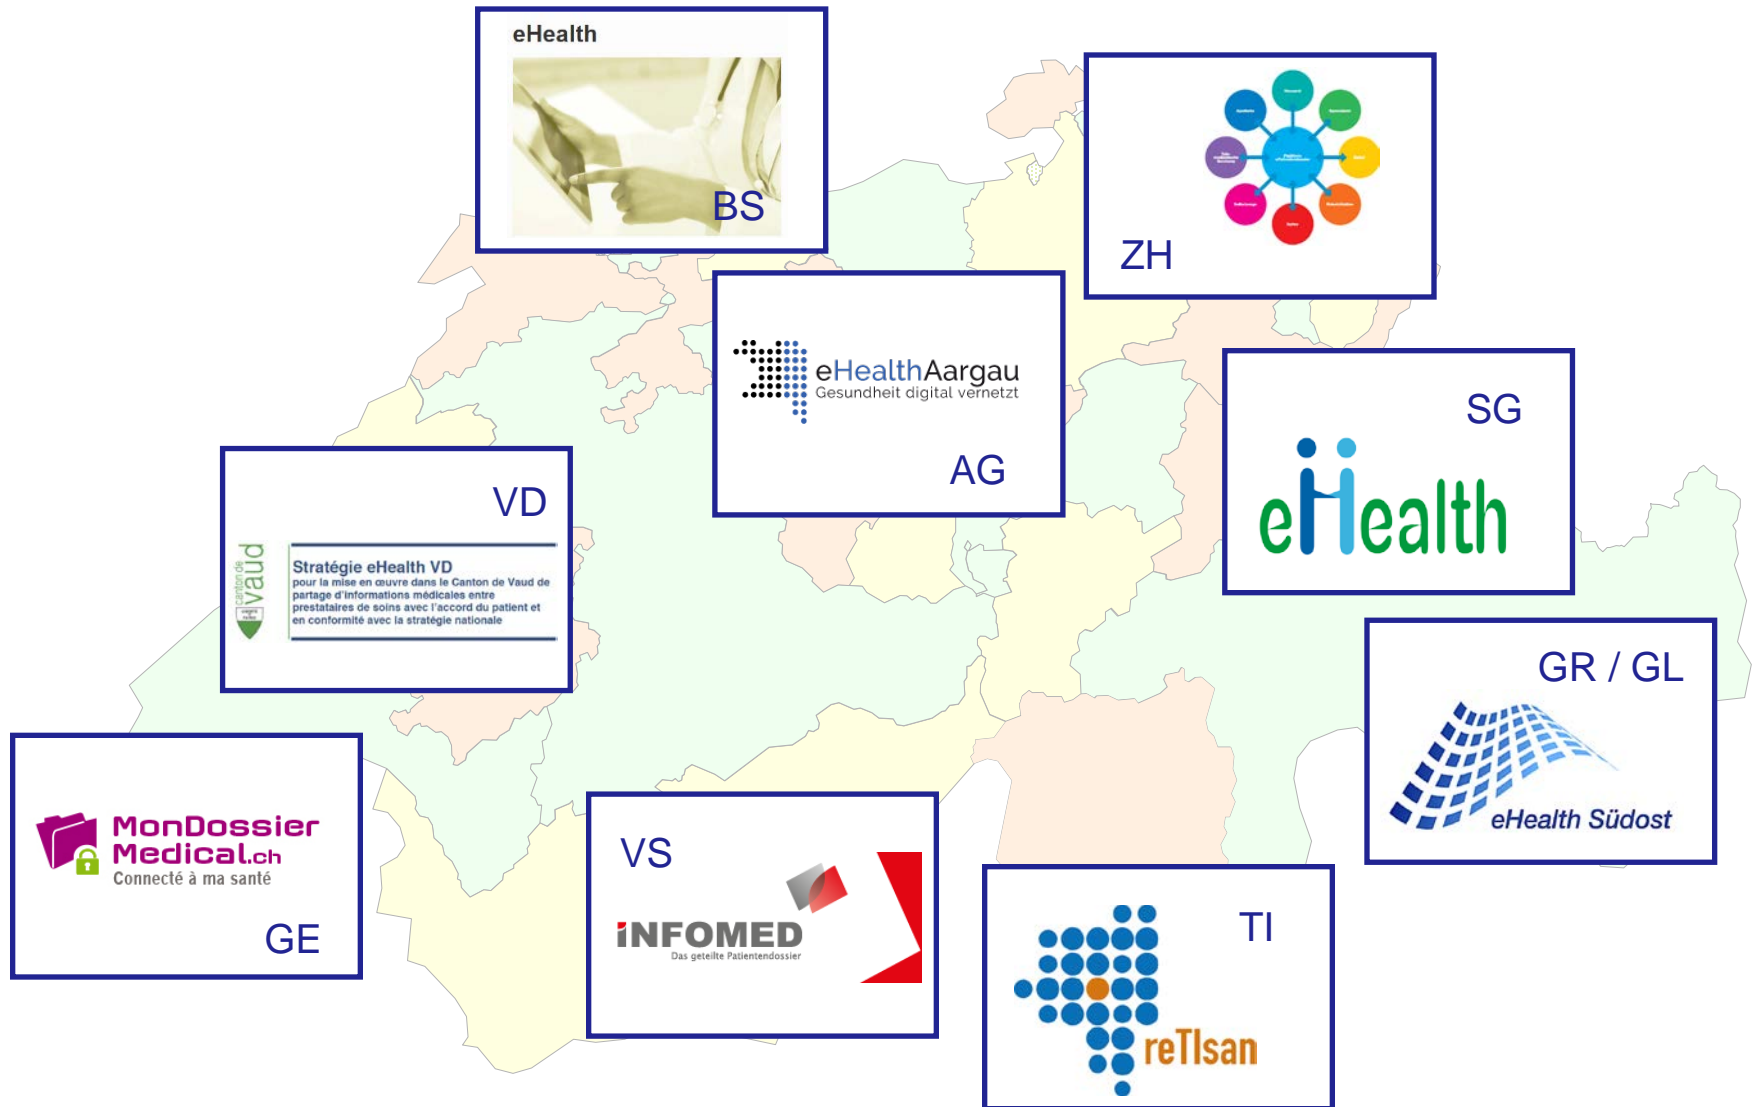 eHealth
BS
ZH
eHealthAargau
Gesundheit digital vernetzt
AG
SG
eHealth
VD
canton de
vaud
Stratégie eHealth VD
pour la mise en œuvre dans le Canton de Vaud de
partage d'informations médicales entre
prestataires de soins avec l'accord du patient et
en conformité avec la stratégie nationale
GR / GL
eHealth Südost
MonDossier
Medical.ch
Connecté à ma santé
GE
VS
iNFOMED
Das geteilte Patientendossier
TI
reTIsan